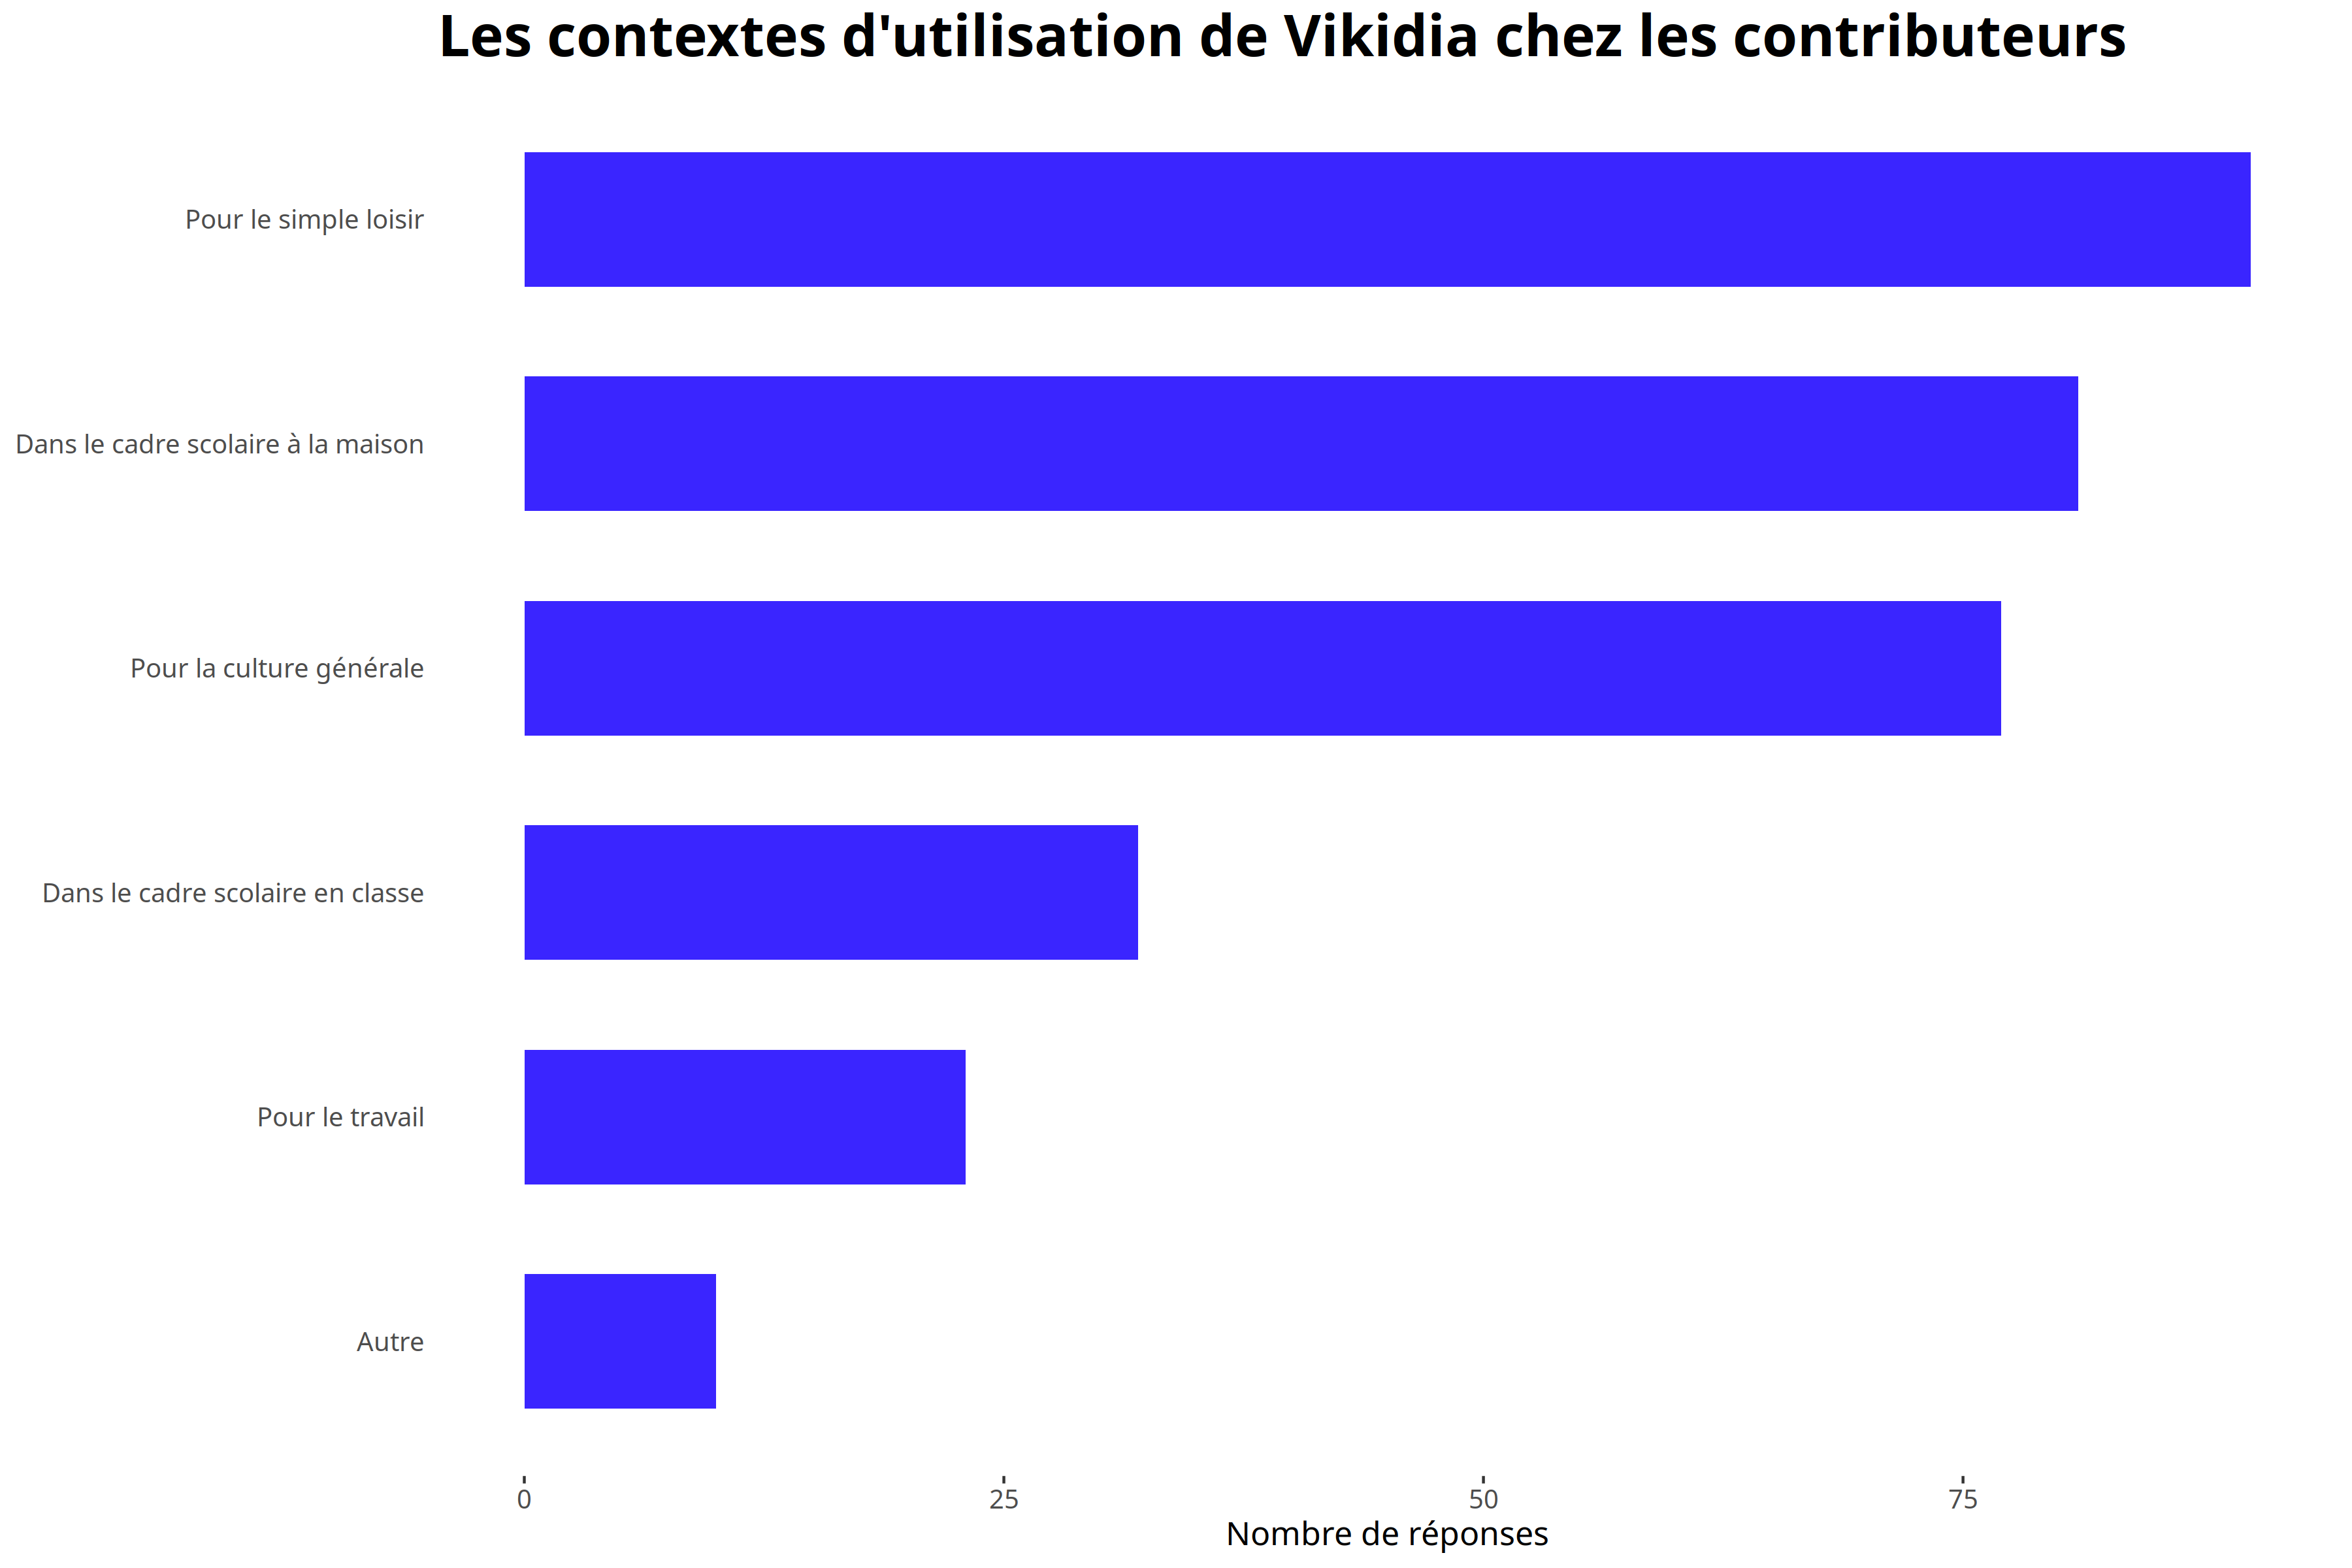 Les contextes d'utilisation de Vikidia chez les contributeurs
Pour le simple loisir
Dans le cadre scolaire à la maison
Pour la culture générale
Dans le cadre scolaire en classe
Pour le travail
Autre
0 25 50 75
Nombre de réponses